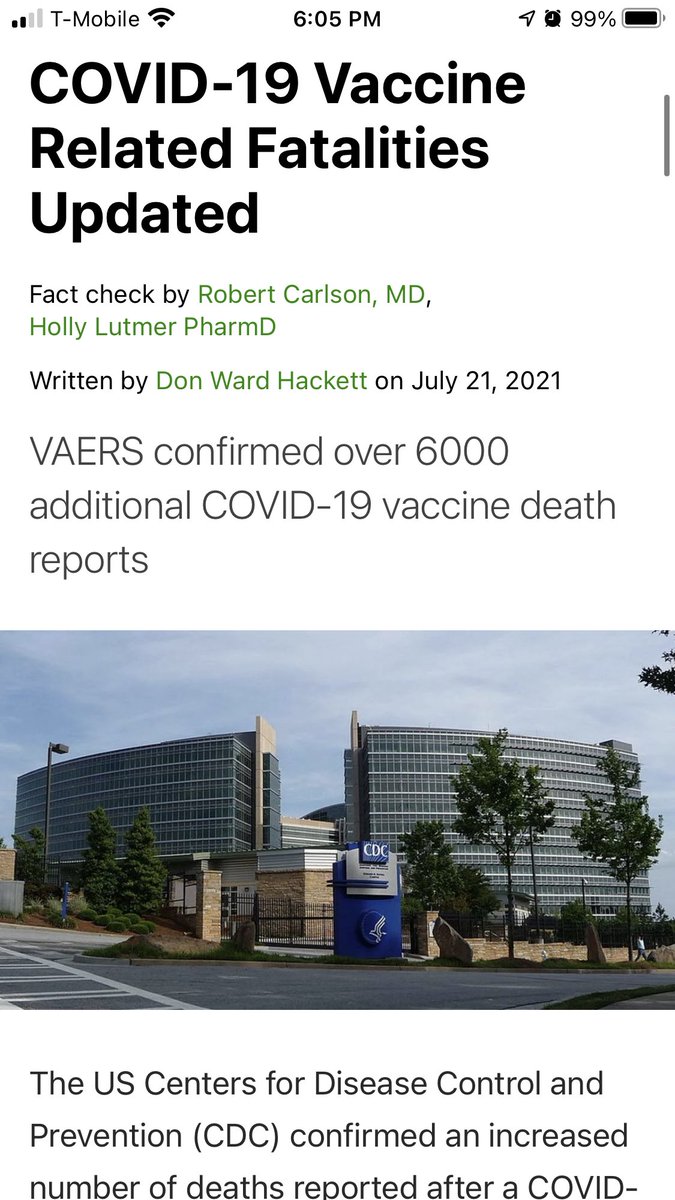 T-Mobile 6:05 PM 99%
COVID-19 Vaccine
Related Fatalities
Updated
Fact check by Robert Carlson, MD,
Holly Lutmer PharmD
Written by Don Ward Hackett on July 21, 2021
VAERS confirmed over 6000
additional COVID-19 vaccine death
reports
CDC
The US Centers for Disease Control and
Prevention (CDC) confirmed an increased
number of deaths reported after a COVID-